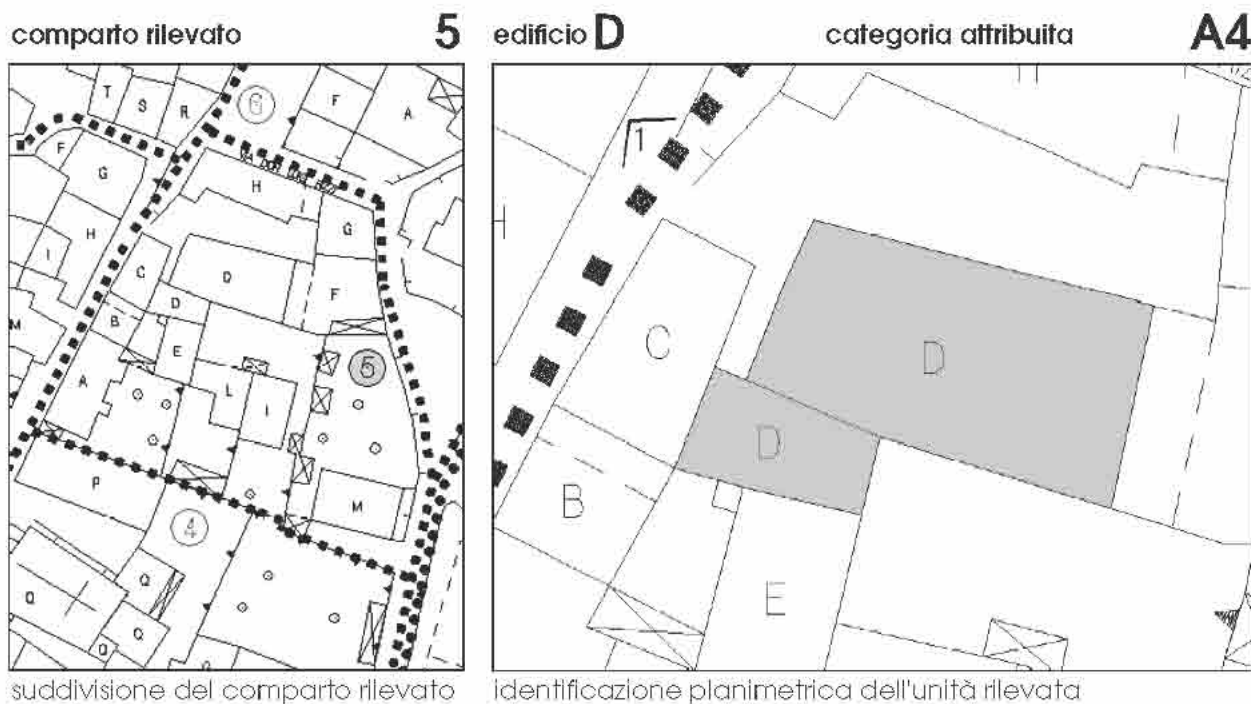 comparto rilevato 5
edificio D categoria attribuita A4
T
S
R
6
F
A
F
G
H
G
H
I
C
D
D
F
M
B
E
5
A
L
I
P
M
4
Q
Q
Q
Q
1
H
C
D
D
B
E
suddivisione del comparto rilevato
identificazione planimetrica dell'unità rilevata